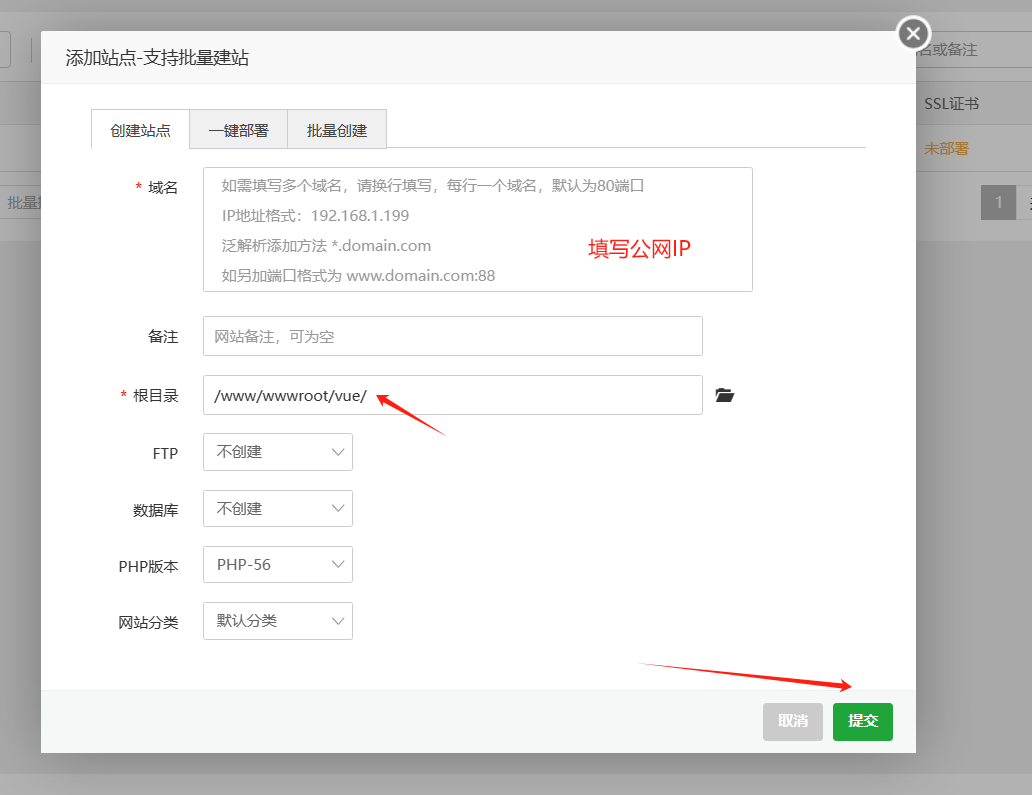 名或备注
添加站点-支持批量建站
SSL证书
创建站点
一键部署
批量创建
未部署
* 域名
如需填写多个域名，请换行填写，每行一个域名，默认为80端口
IP地址格式：192.168.1.199
泛解析添加方法 *.domain.com
如另加端口格式为 www.domain.com:88
填写公网IP
批量
1
备注
网站备注，可为空
* 根目录
/www/wwwroot/vue/
FTP
不创建
数据库
不创建
PHP版本
PHP-56
网站分类
默认分类
取消
提交